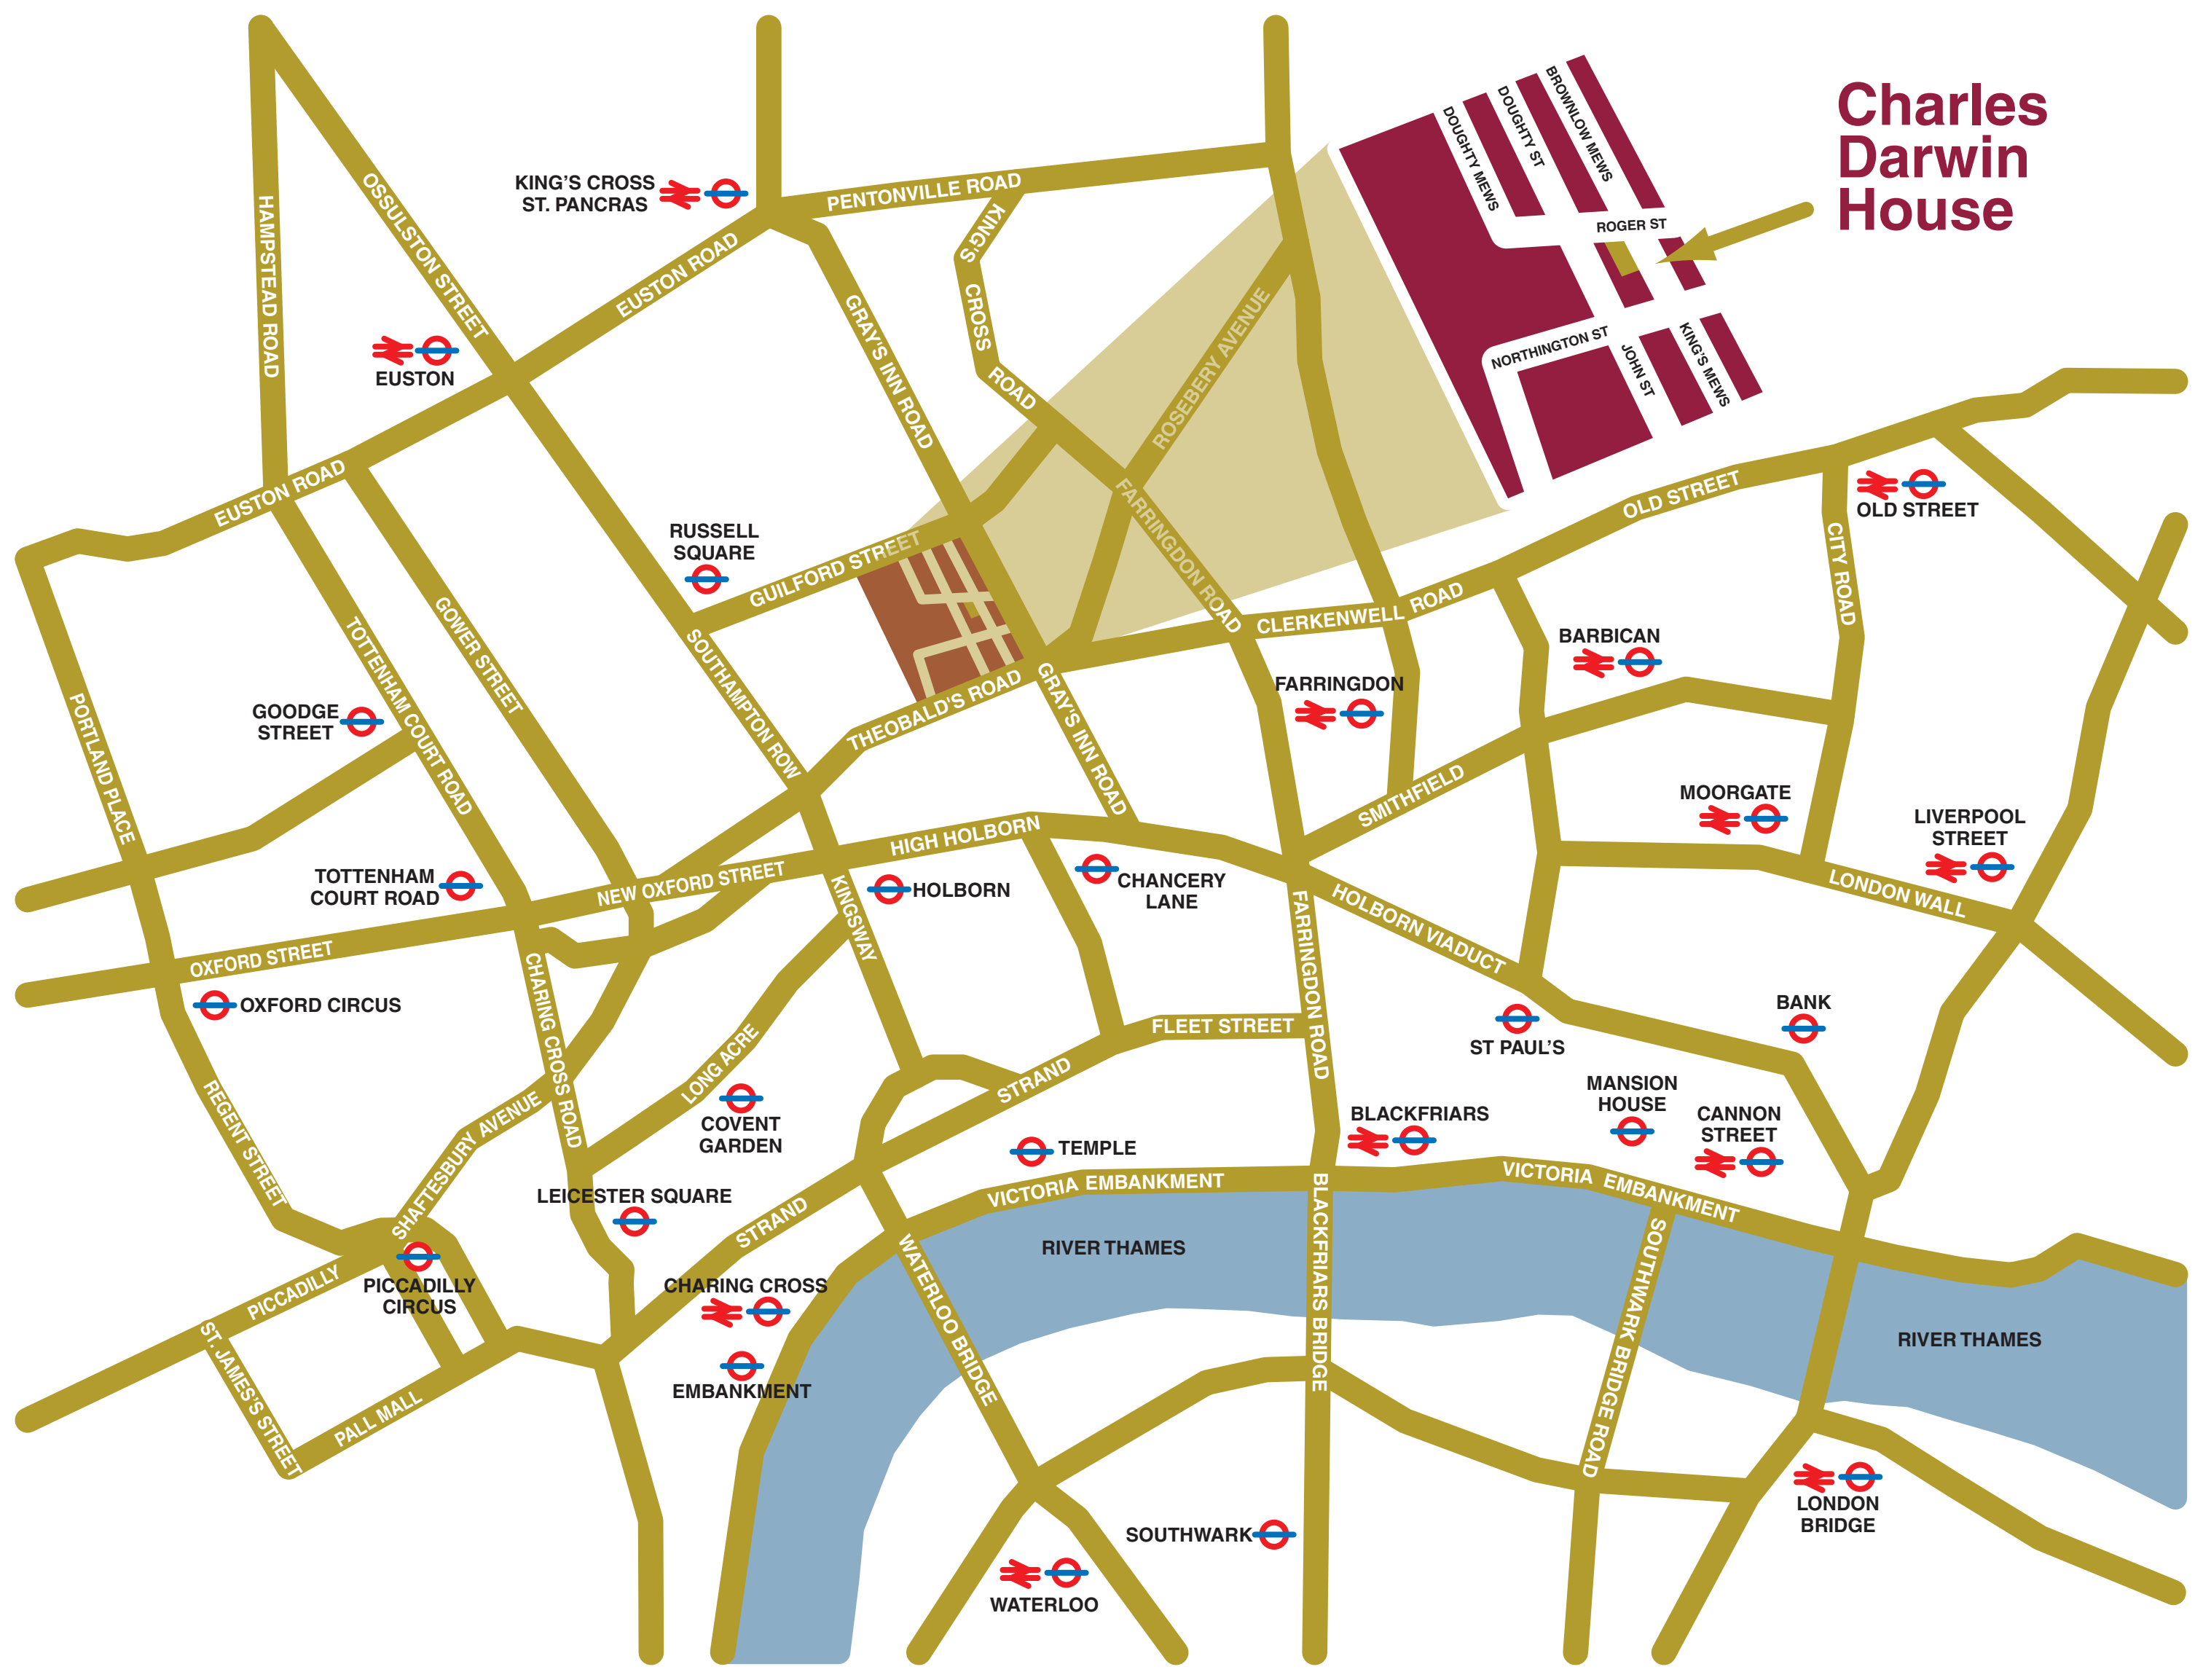 Charles
Darwin
House
DOUGHTY MEWS
DOUGHTY ST
BROWNLOW MEWS
ROGER ST
NORTHINGTON ST
JOHN ST
KING'S MEWS
HAMPSTEAD ROAD
OSSULSTON STREET
KING'S CROSS
ST. PANCRAS
PENTONVILLE ROAD
KING'S
CROSS
ROAD
EUSTON ROAD
GRAY'S INN ROAD
ROSEBERY AVENUE
EUSTON
EUSTON ROAD
FARRINGDON ROAD
OLD STREET
OLD STREET
CITY ROAD
RUSSELL
SQUARE
GUILFORD STREET
CLERKENWELL
ROAD
BARBICAN
GOWER STREET
TOTTENHAM COURT ROAD
SOUTHAMPTON ROW
THEOBALD'S ROAD
GRAY'S INN ROAD
FARRINGDON
PORTLAND PLACE
GOODGE
STREET
SMITHFIELD
MOORGATE
LIVERPOOL
STREET
HIGH HOLBORN
TOTTENHAM
COURT ROAD
NEW OXFORD STREET
HOLBORN
CHANCERY
LANE
LONDON WALL
KINGSWAY
FARRINGDON ROAD
HOLBORN VIADUCT
OXFORD STREET
OXFORD CIRCUS
CHARING CROSS ROAD
FLEET STREET
ST PAUL'S
BANK
LONG ACRE
STRAND
REGENT STREET
SHAFTESBURY AVENUE
COVENT
GARDEN
TEMPLE
BLACKFRIARS
MANSION
HOUSE
CANNON
STREET
LEICESTER SQUARE
VICTORIA EMBANKMENT
VICTORIA
EMBANKMENT
STRAND
RIVER THAMES
BLACKFRIARS BRIDGE
SOUTHWARK BRIDGE ROAD
WATERLOO BRIDGE
PICCADILLY
PICCADILLY
CIRCUS
CHARING CROSS
RIVER THAMES
ST. JAMES'S STREET
EMBANKMENT
PALL MALL
LONDON
BRIDGE
SOUTHWARK
WATERLOO